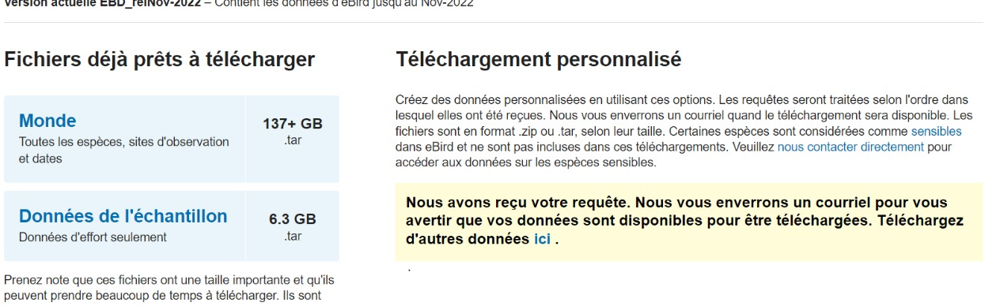 Version actuelle EBD_relNov-2022 – Contient les données d'eBird jusqu'au Nov-2022
Fichiers déjà prêts à télécharger
Monde
Toutes les espèces, sites d'observation
et dates
137+ GB
.tar
Données de l'échantillon
Données d'effort seulement
6.3 GB
.tar
Prenez note que ces fichiers ont une taille importante et qu'ils
peuvent prendre beaucoup de temps à télécharger. Ils sont
Téléchargement personnalisé
Créez des données personnalisées en utilisant ces options. Les requêtes seront traitées selon l'ordre dans
lequel elles ont été reçues. Nous vous enverrons un courriel quand le téléchargement sera disponible. Les
fichiers sont en format .zip ou .tar, selon leur taille. Certaines espèces sont considérées comme sensibles
dans eBird et ne sont pas incluses dans ces téléchargements. Veuillez nous contacter directement pour
accéder aux données sur les espèces sensibles.
Nous avons reçu votre requête. Nous vous enverrons un courriel pour vous
avertir que vos données sont disponibles pour être téléchargées. Téléchargez
d'autres données ici .
.